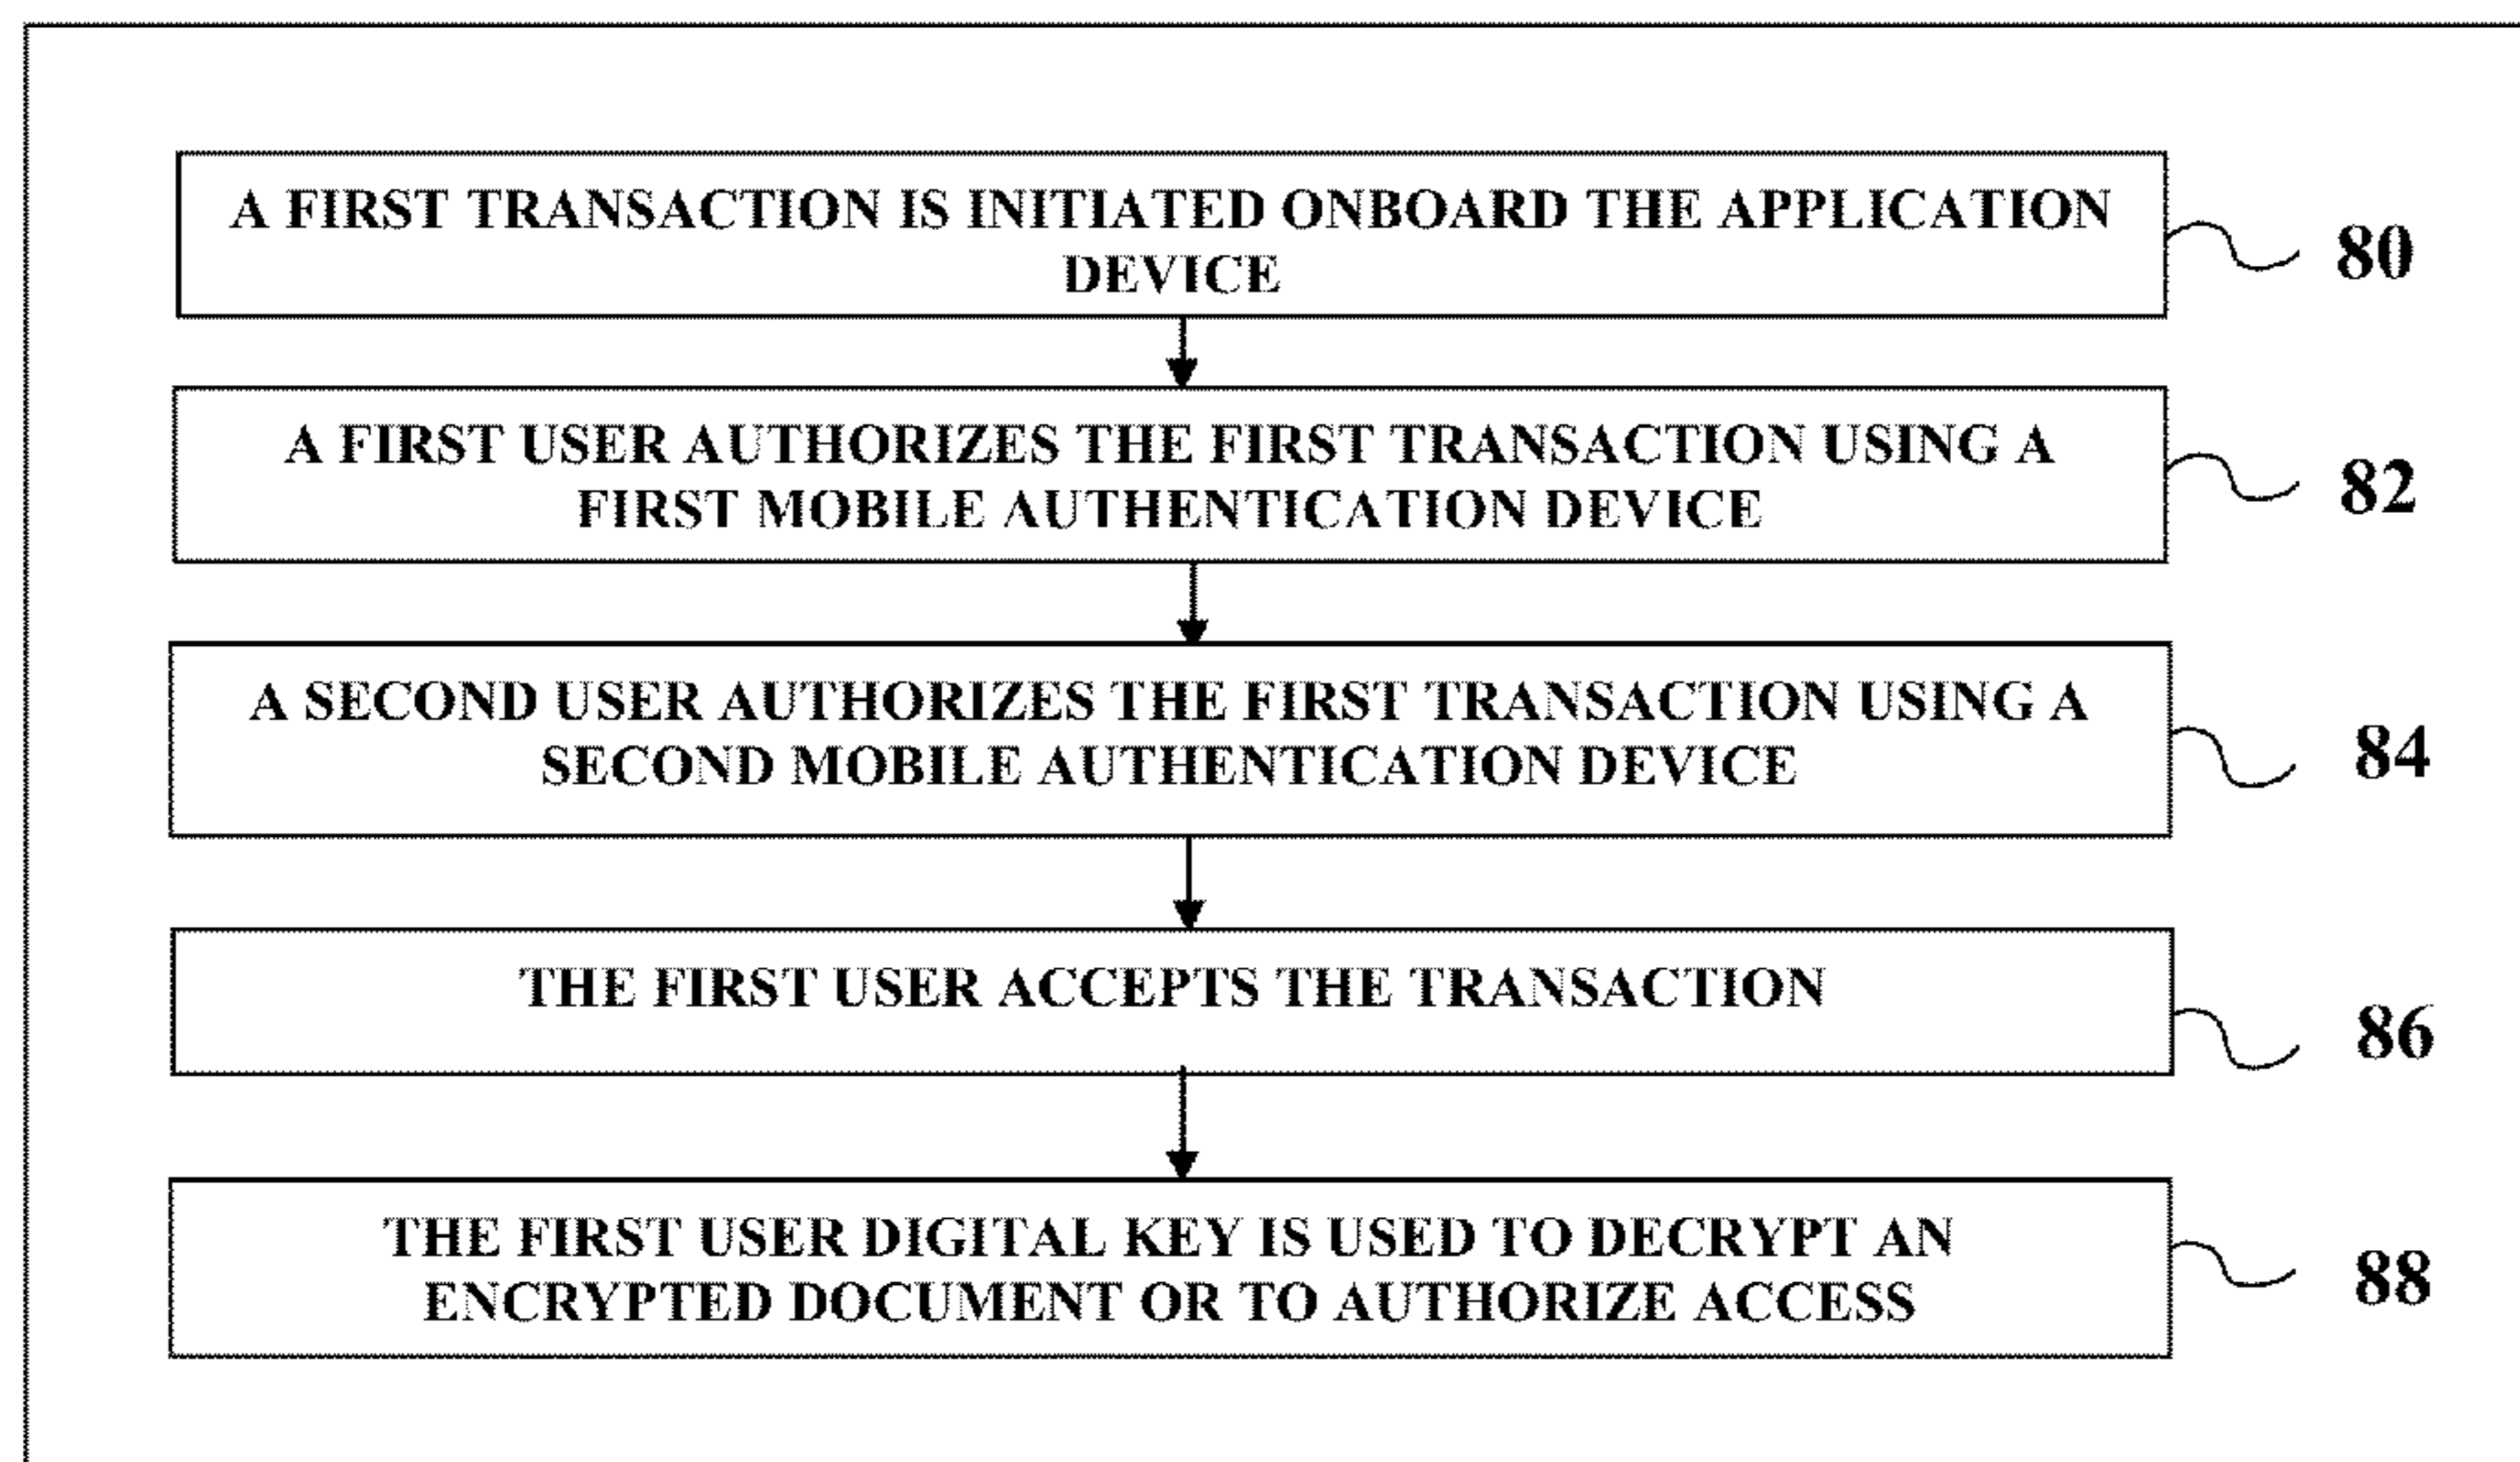 A FIRST TRANSACTION IS INITIATED ONBOARD THE APPLICATION
DEVICE
80
A FIRST USER AUTHORIZES THE FIRST TRANSACTION USING A
FIRST MOBILE AUTHENTICATION DEVICE
82
A SECOND USER AUTHORIZES THE FIRST TRANSACTION USING A
SECOND MOBILE AUTHENTICATION DEVICE
84
THE FIRST USER ACCEPTS THE TRANSACTION
86
THE FIRST USER DIGITAL KEY IS USED TO DECRYPT AN
ENCRYPTED DOCUMENT OR TO AUTHORIZE ACCESS
88